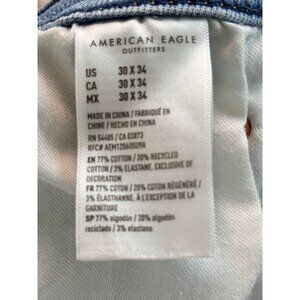 AMERICAN EAGLE
OUTFITTERS
US 30 X 34
CA 30 X 34
MX 30 X 34
MADE IN CHINA / FABRIQUÉ EN
CHINE / HECHO EN CHINA
RN 54485 / CA 03873
RFC# AEM1206056U9A
EN 77% COTTON / 20% RECYCLED
COTTON / 3% ELASTANE. EXCLUSIVE OF
DECORATION
FR 77% COTON / 20% COTON RÉGÉNÉRÉ /
3% ÉLASTHANNE. À L'EXCEPTION DE LA
GARNITURE
SP 77% algodón / 20% algodón
reciclado / 3% elastano